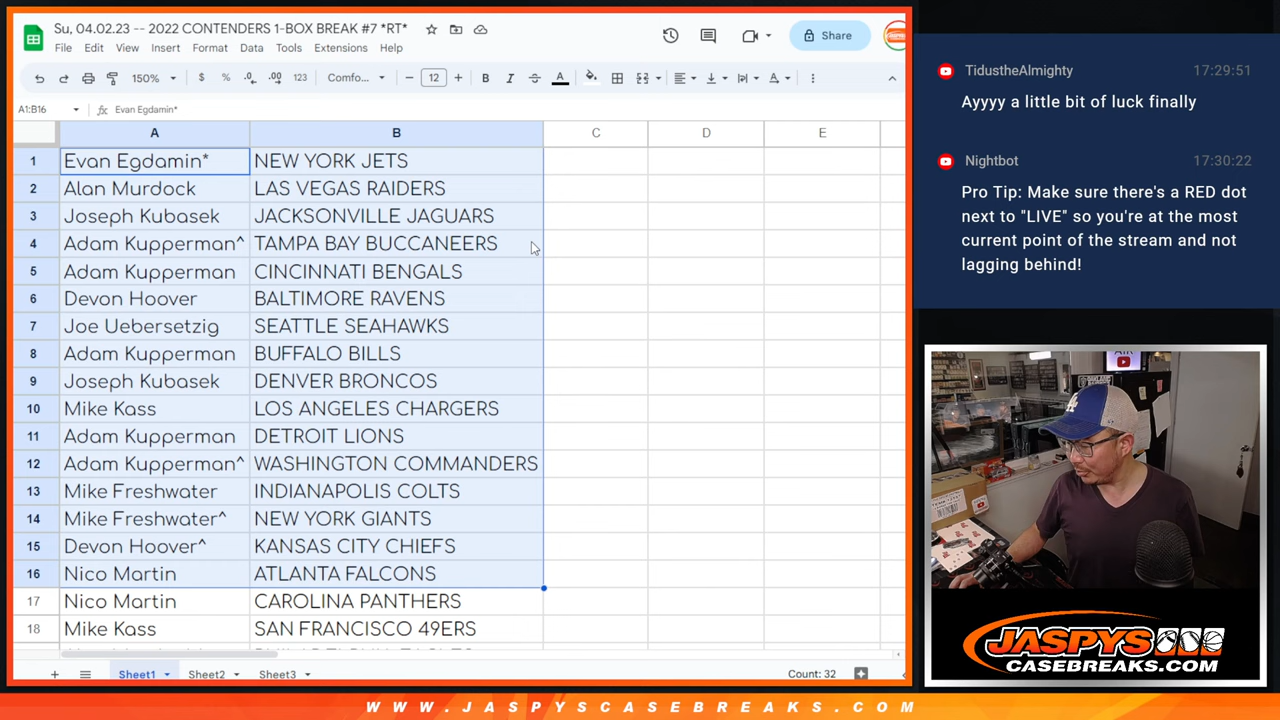 Su, 04.02.23 -- 2022 CONTENDERS 1-BOX BREAK #7 *RT*
File Edit View Insert Format Data Tools Extensions Help
Share
150% $ % .0 .00 123 Comfo... 12 B I A
A1:B16 fx Evan Egdamin*
A B C D E
1 Evan Egdamin* NEW YORK JETS
2 Alan Murdock LAS VEGAS RAIDERS
3 Joseph Kubasek JACKSONVILLE JAGUARS
4 Adam Kupperman^ TAMPA BAY BUCCANEERS
5 Adam Kupperman CINCINNATI BENGALS
6 Devon Hoover BALTIMORE RAVENS
7 Joe Uebersetzig SEATTLE SEAHAWKS
8 Adam Kupperman BUFFALO BILLS
9 Joseph Kubasek DENVER BRONCOS
10 Mike Kass LOS ANGELES CHARGERS
11 Adam Kupperman DETROIT LIONS
12 Adam Kupperman^ WASHINGTON COMMANDERS
13 Mike Freshwater INDIANAPOLIS COLTS
14 Mike Freshwater^ NEW YORK GIANTS
15 Devon Hoover^ KANSAS CITY CHIEFS
16 Nico Martin ATLANTA FALCONS
17 Nico Martin CAROLINA PANTHERS
18 Mike Kass SAN FRANCISCO 49ERS
Sheet1 Sheet2 Sheet3 Count: 32
TidustheAlmighty 17:29:51
Ayyyy a little bit of luck finally
Nightbot 17:30:22
Pro Tip: Make sure there's a RED dot
next to "LIVE" so you're at the most
current point of the stream and not
lagging behind!
JASPYS
CASEBREAKS.COM
WWW.JASPYSCASEBREAKS.COM